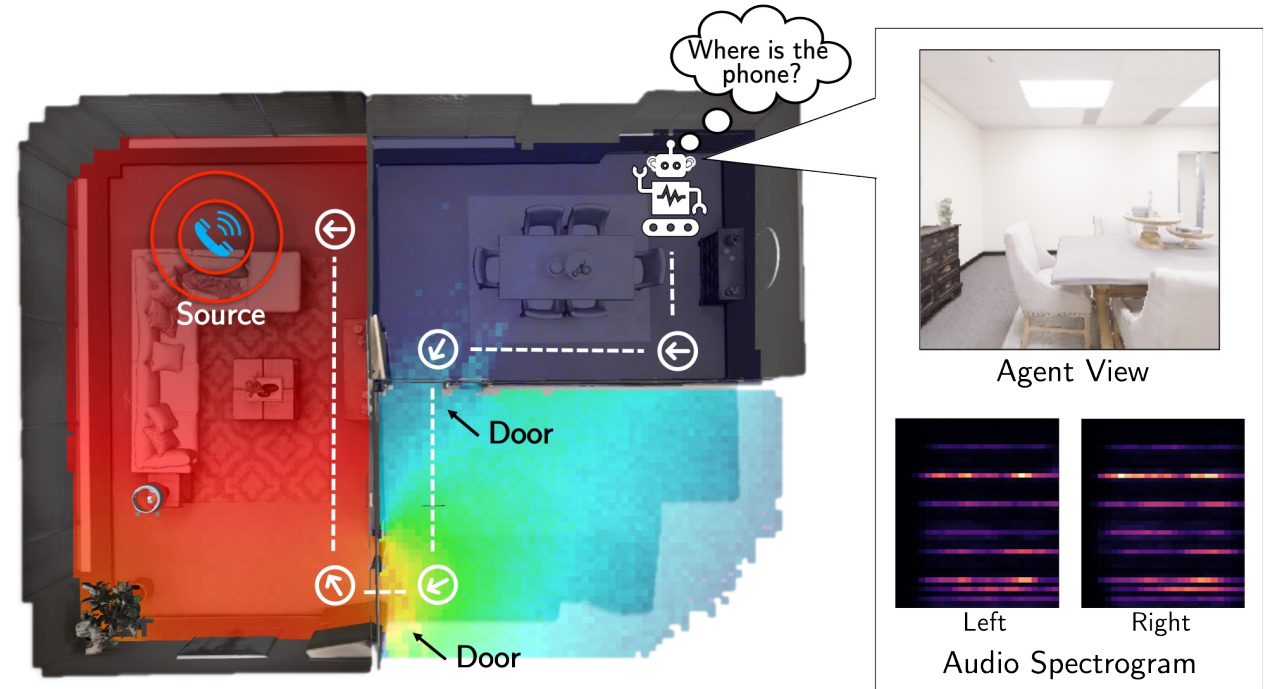 Where is the
phone?
Source
Door
Door
Agent View
Left
Right
Audio Spectrogram